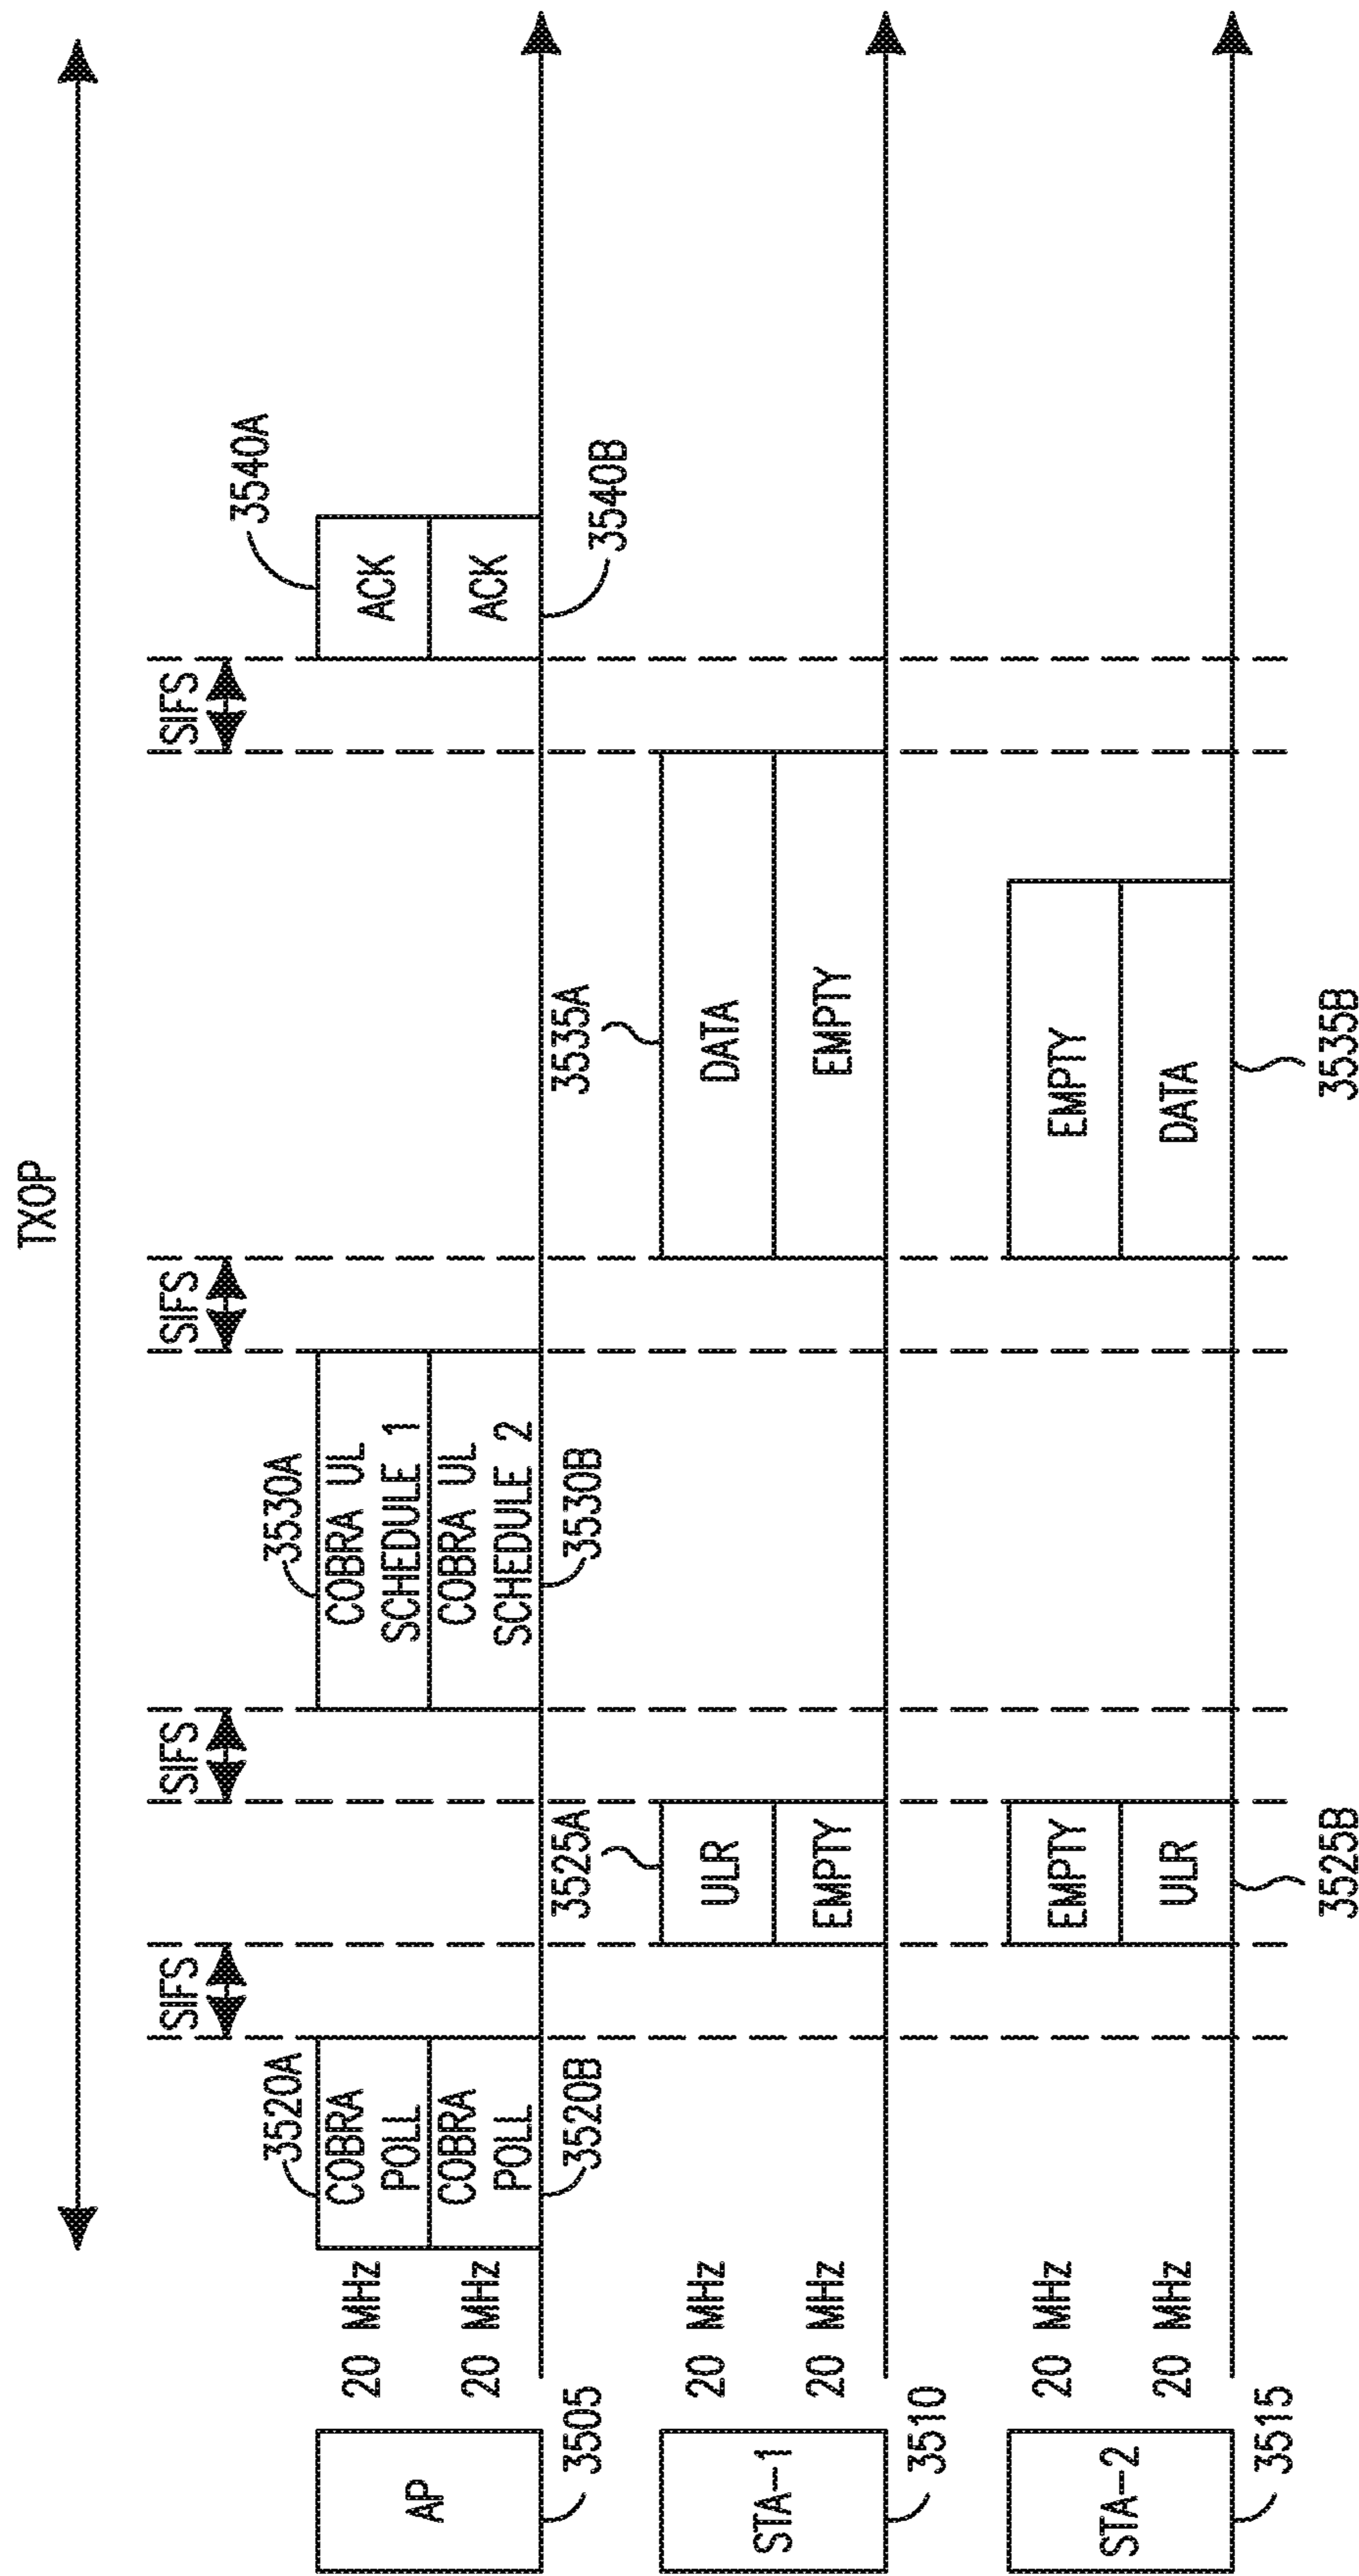 TXOP
SIFS
SIFS
SIFS
SIFS
AP
3505
20 MHz
20 MHz
3520A
COBRA
POLL
COBRA
POLL
3520B
3530A
COBRA UL
SCHEDULE 1
COBRA UL
SCHEDULE 2
3530B
3540A
ACK
ACK
3540B
STA-1
3510
20 MHz
20 MHz
3525A
ULR
EMPTY
3535A
DATA
EMPTY
STA-2
3515
20 MHz
20 MHz
EMPTY
ULR
3525B
EMPTY
DATA
3535B